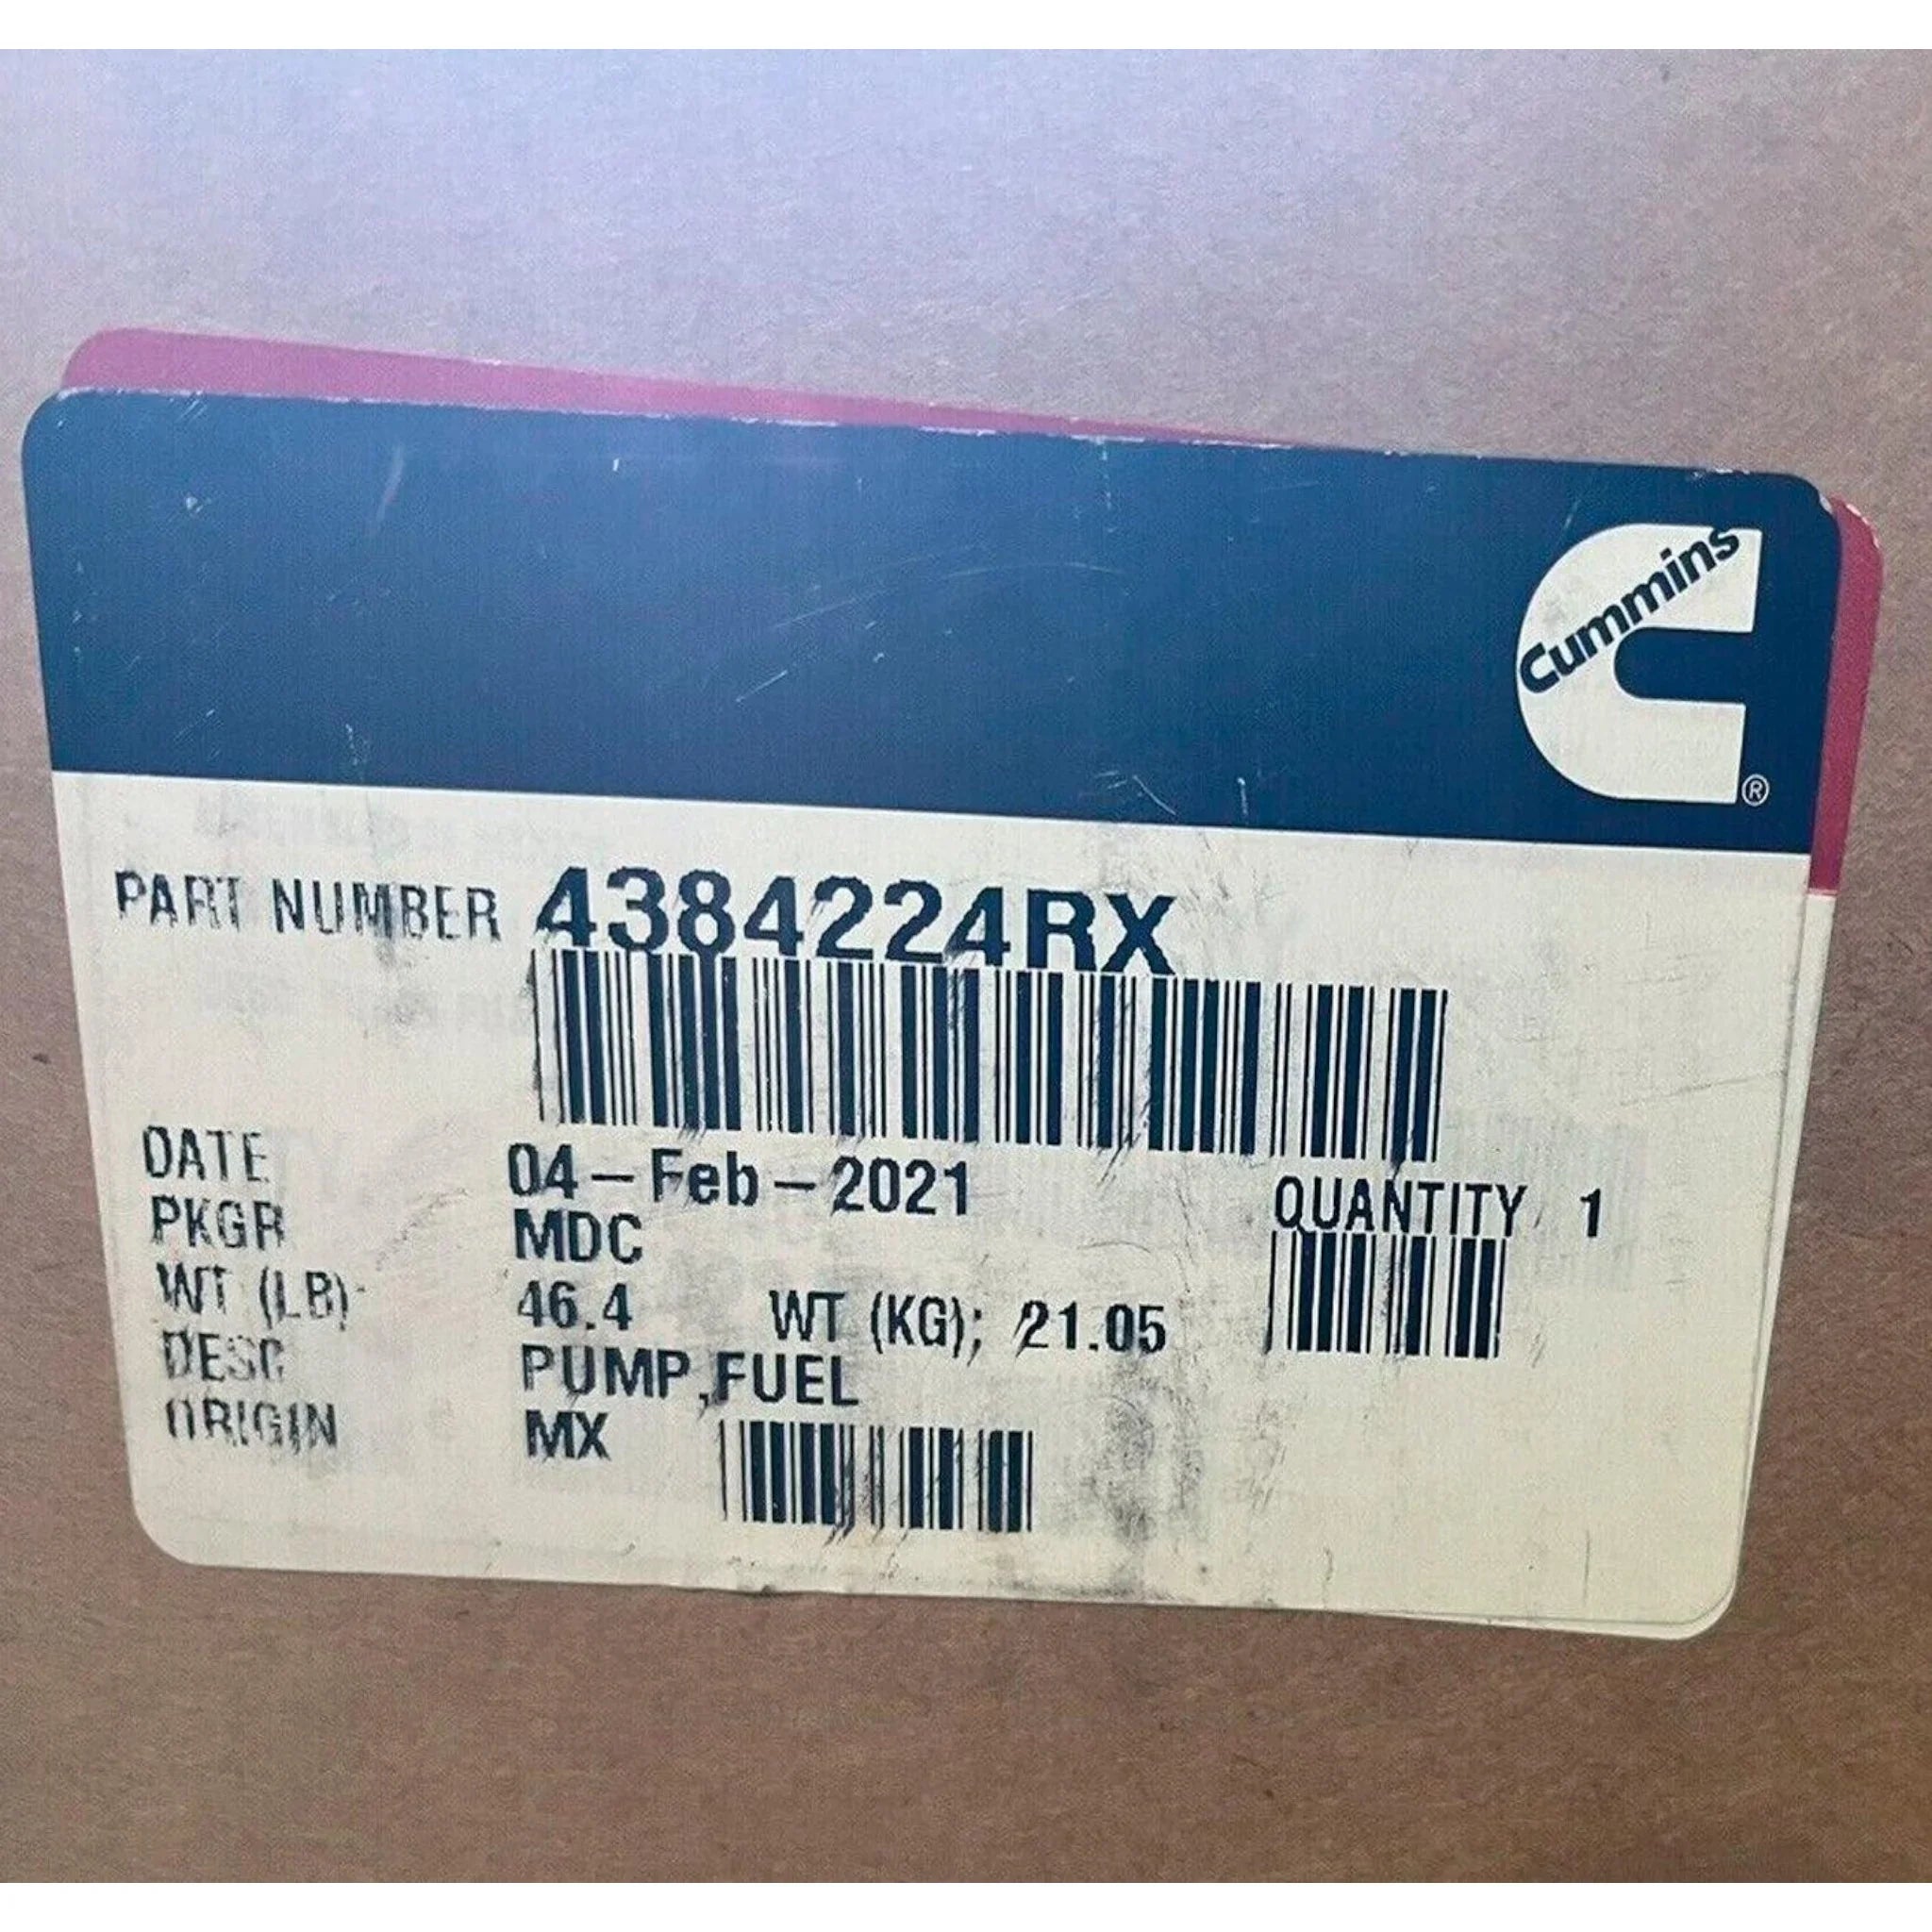 Cummins
®
PART NUMBER 4384224RX
DATE 04-Feb-2021 QUANTITY 1
PKGR MDC
WT (LB) 46.4 WT (KG); 21.05
DESC PUMP,FUEL
ORIGIN MX